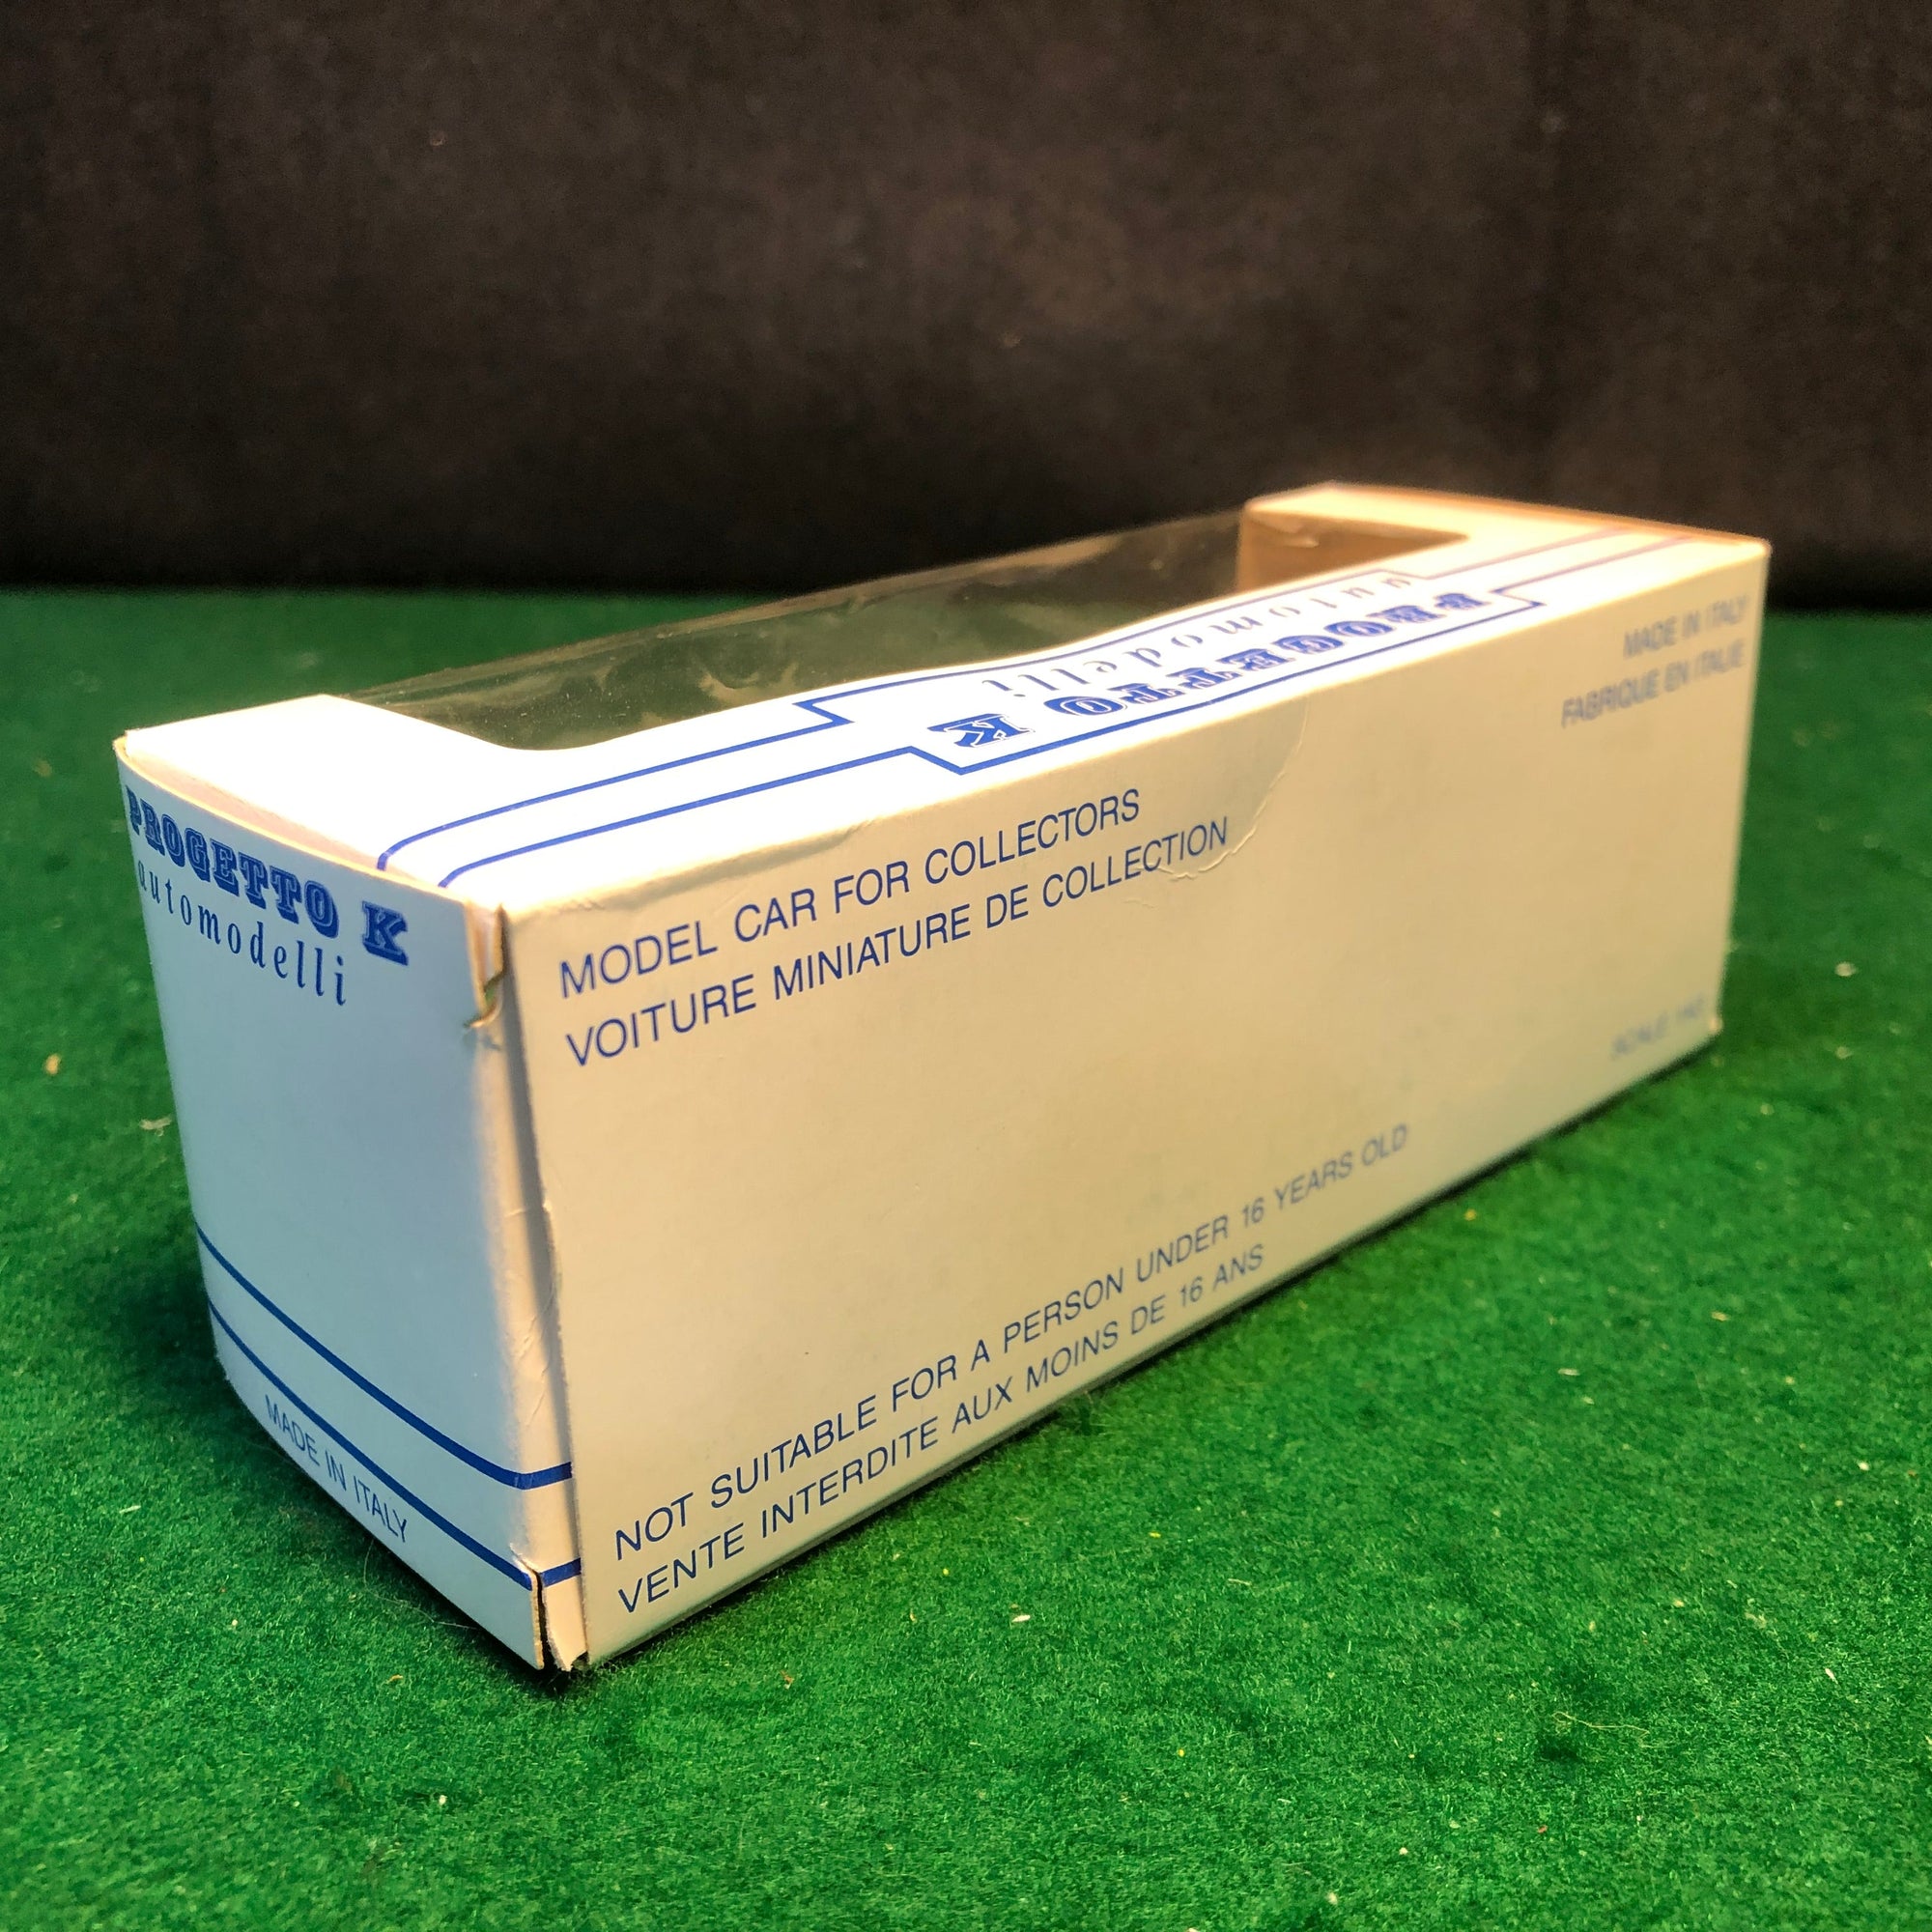 PROGETTO K
automodelli
PROGETTO K
automodelli
MADE IN ITALY
MODEL CAR FOR COLLECTORS
VOITURE MINIATURE DE COLLECTION
MADE IN ITALY
FABRIQUE EN ITALIE
NOT SUITABLE FOR A PERSON UNDER 16 YEARS OLD
VENTE INTERDITE AUX MOINS DE 16 ANS
SCALE